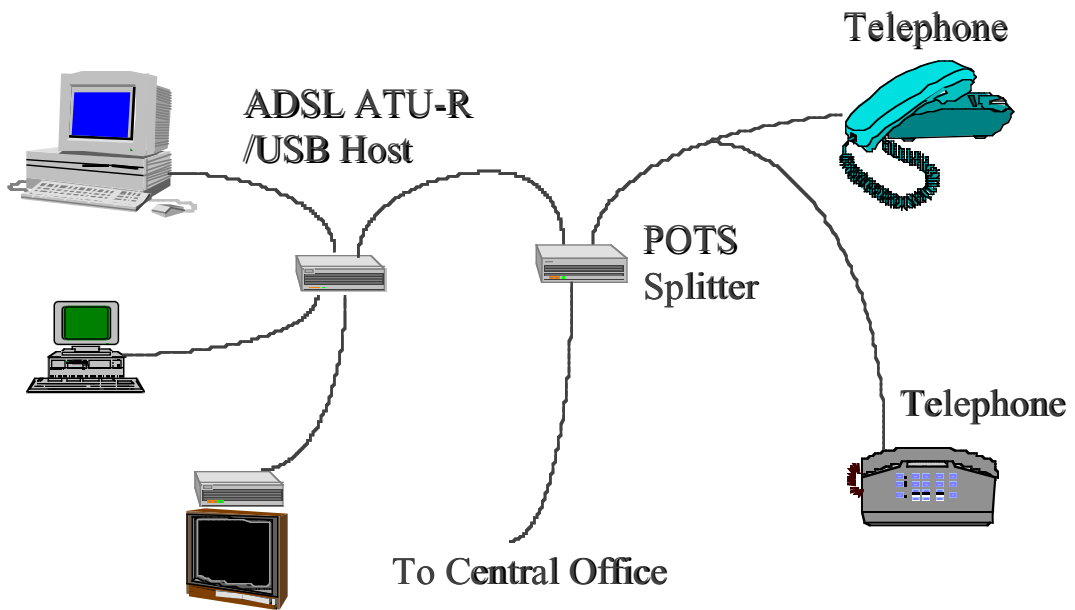 Telephone
ADSL ATU-R
/USB Host
POTS
Splitter
Telephone
To Central Office